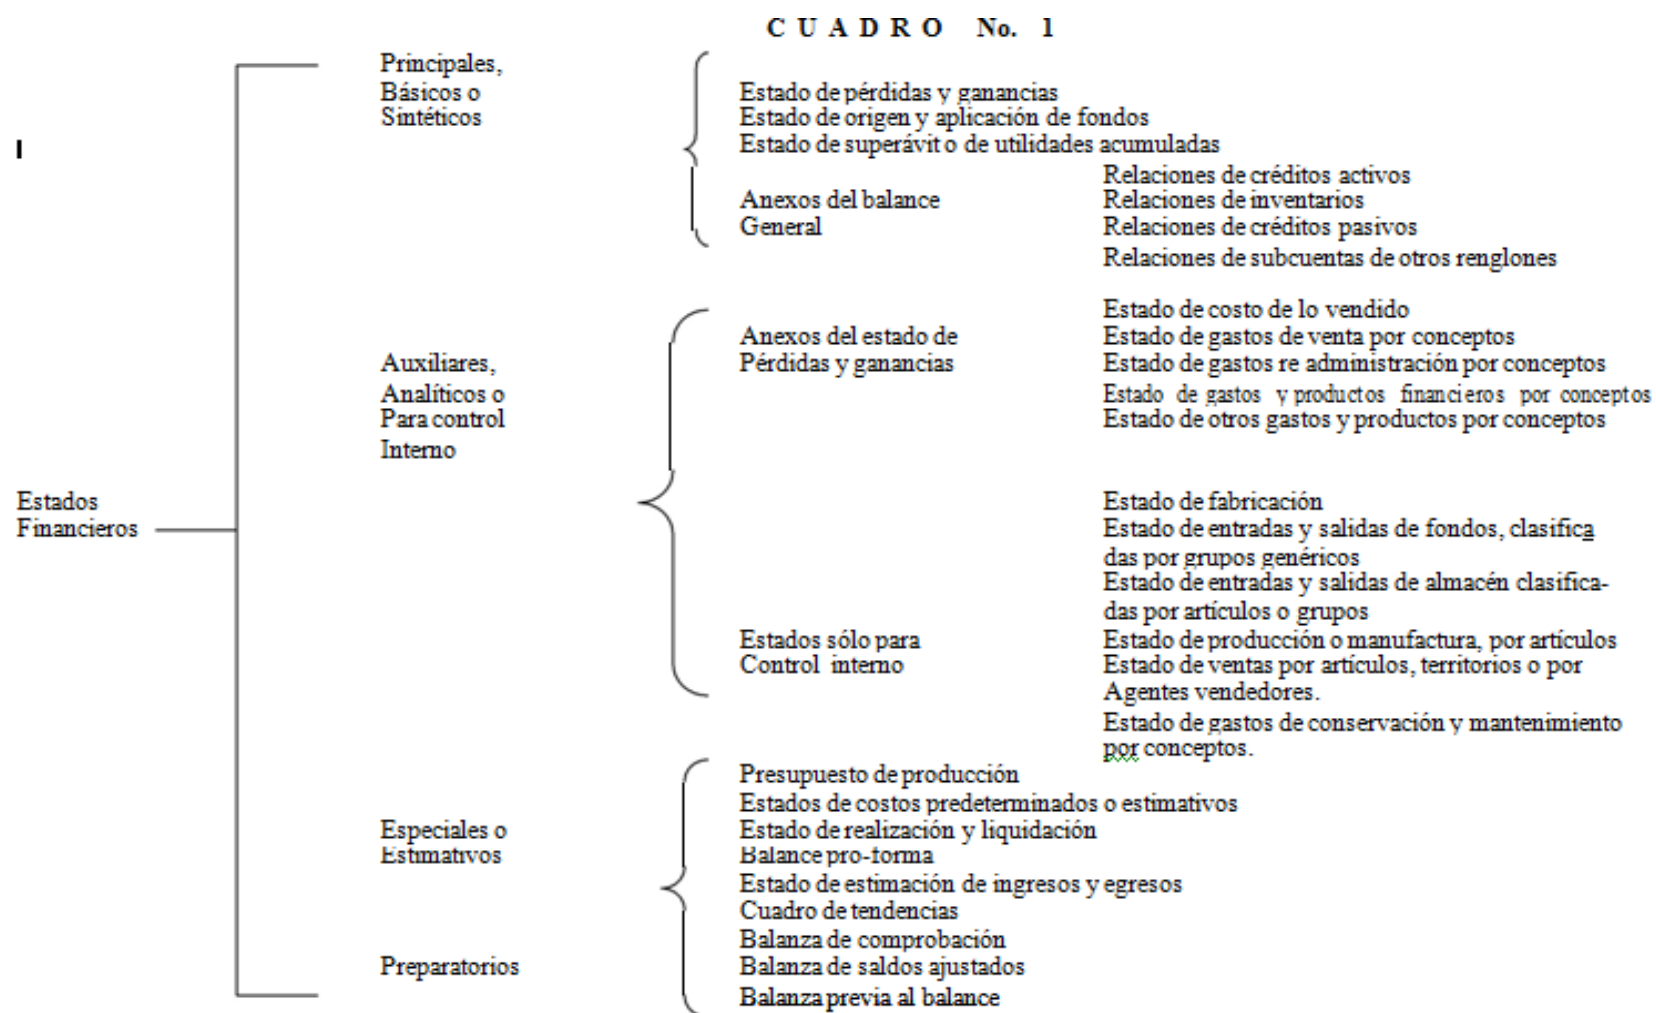 C U A D R O No. 1
Principales,
Básicos o
Sintéticos
Estado de pérdidas y ganancias
Estado de origen y aplicación de fondos
Estado de superávit o de utilidades acumuladas
I
Anexos del balance
General
Relaciones de créditos activos
Relaciones de inventarios
Relaciones de créditos pasivos
Relaciones de subcuentas de otros renglones
Auxiliares,
Analíticos o
Para control
Interno
Anexos del estado de
Pérdidas y ganancias
Estado de costo de lo vendido
Estado de gastos de venta por conceptos
Estado de gastos re administración por conceptos
Estado de gastos y productos financieros por conceptos
Estado de otros gastos y productos por conceptos
Estados
Financieros
Estados sólo para
Control interno
Estado de fabricación
Estado de entradas y salidas de fondos, clasifica
das por grupos genéricos
Estado de entradas y salidas de almacén clasifica-
das por artículos o grupos
Estado de producción o manufactura, por artículos
Estado de ventas por artículos, territorios o por
Agentes vendedores.
Estado de gastos de conservación y mantenimiento
por conceptos.
Especiales o
Estimativos
Presupuesto de producción
Estados de costos predeterminados o estimativos
Estado de realización y liquidación
Balance pro-forma
Estado de estimación de ingresos y egresos
Cuadro de tendencias
Preparatorios
Balanza de comprobación
Balanza de saldos ajustados
Balanza previa al balance